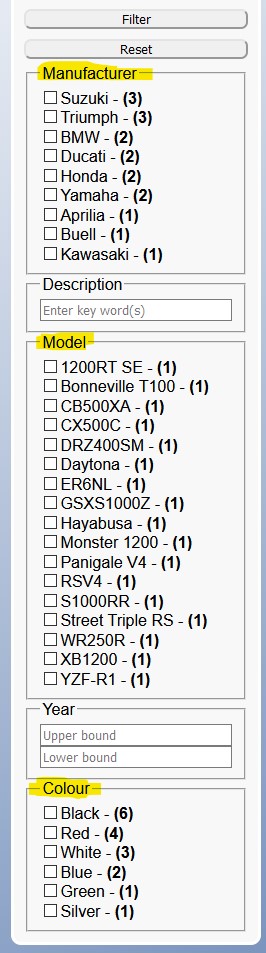 Filter
Reset
Manufacturer
Suzuki - (3)
Triumph - (3)
BMW - (2)
Ducati - (2)
Honda - (2)
Yamaha - (2)
Aprilia - (1)
Buell - (1)
Kawasaki - (1)
Description
Enter key word(s)
Model
1200RT SE - (1)
Bonneville T100 - (1)
CB500XA - (1)
CX500C - (1)
DRZ400SM - (1)
Daytona - (1)
ER6NL - (1)
GSXS1000Z - (1)
Hayabusa - (1)
Monster 1200 - (1)
Panigale V4 - (1)
RSV4 - (1)
S1000RR - (1)
Street Triple RS - (1)
WR250R - (1)
XB1200 - (1)
YZF-R1 - (1)
Year
Upper bound
Lower bound
Colour
Black - (6)
Red - (4)
White - (3)
Blue - (2)
Green - (1)
Silver - (1)